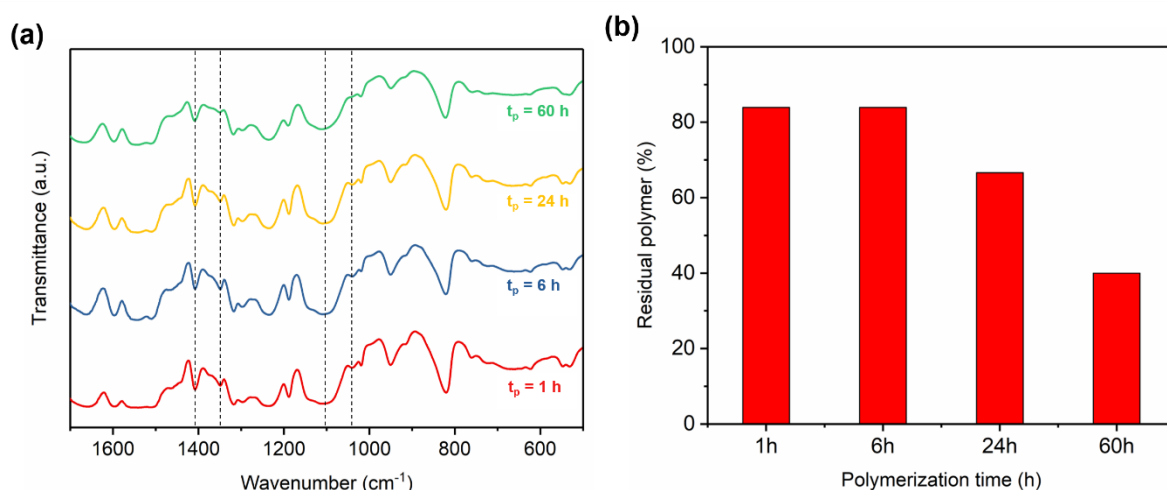 (a)
t_p = 60 h
t_p = 24 h
t_p = 6 h
t_p = 1 h
Transmittance (a.u.)
1600 1400 1200 1000 800 600
Wavenumber (cm⁻¹)
(b)
100
80
60
40
20
0
Residual polymer (%)
1h 6h 24h 60h
Polymerization time (h)